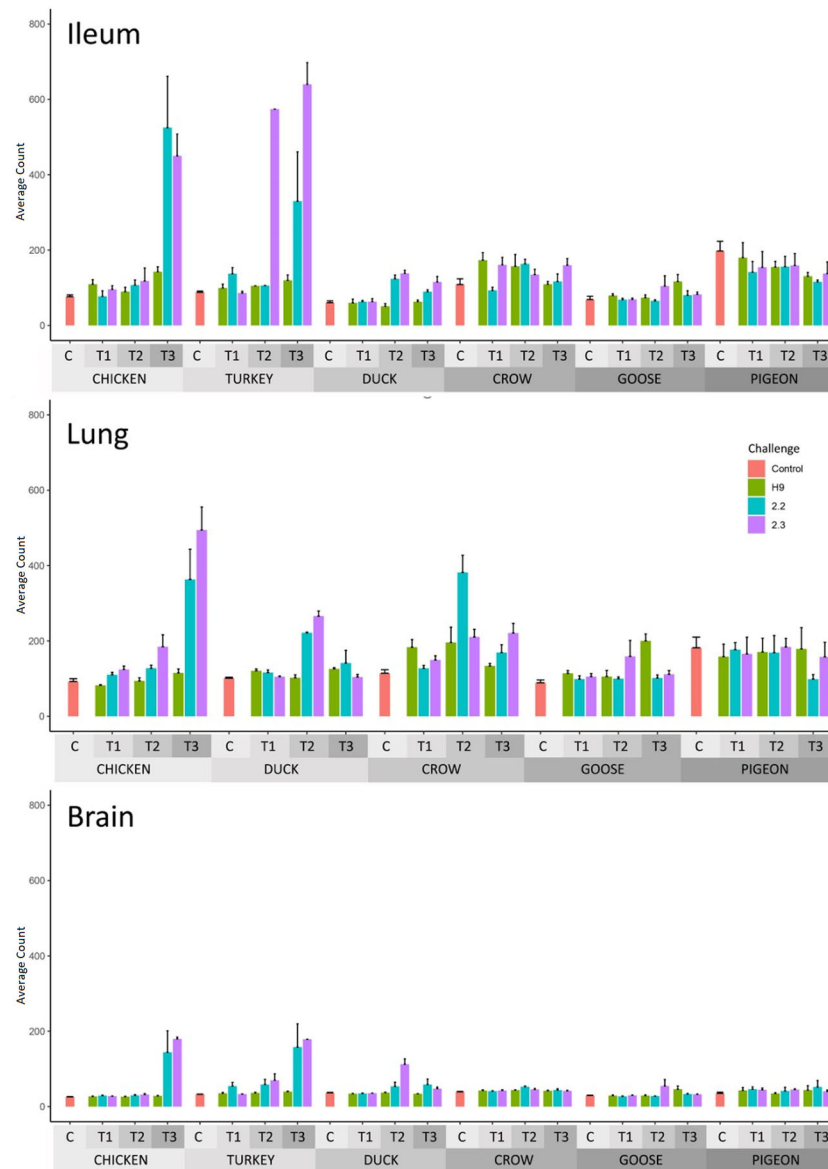 Ileum
Average Count
800
600
400
200
0
C T1 T2 T3 C T1 T2 T3 C T1 T2 T3 C T1 T2 T3 C T1 T2 T3 C T1 T2 T3
CHICKEN TURKEY DUCK CROW GOOSE PIGEON
Lung
Average Count
800
600
400
200
0
Challenge
Control
H9
2.2
2.3
C T1 T2 T3 C T1 T2 T3 C T1 T2 T3 C T1 T2 T3 C T1 T2 T3
CHICKEN DUCK CROW GOOSE PIGEON
Brain
Average Count
800
600
400
200
0
C T1 T2 T3 C T1 T2 T3 C T1 T2 T3 C T1 T2 T3 C T1 T2 T3 C T1 T2 T3
CHICKEN TURKEY DUCK CROW GOOSE PIGEON